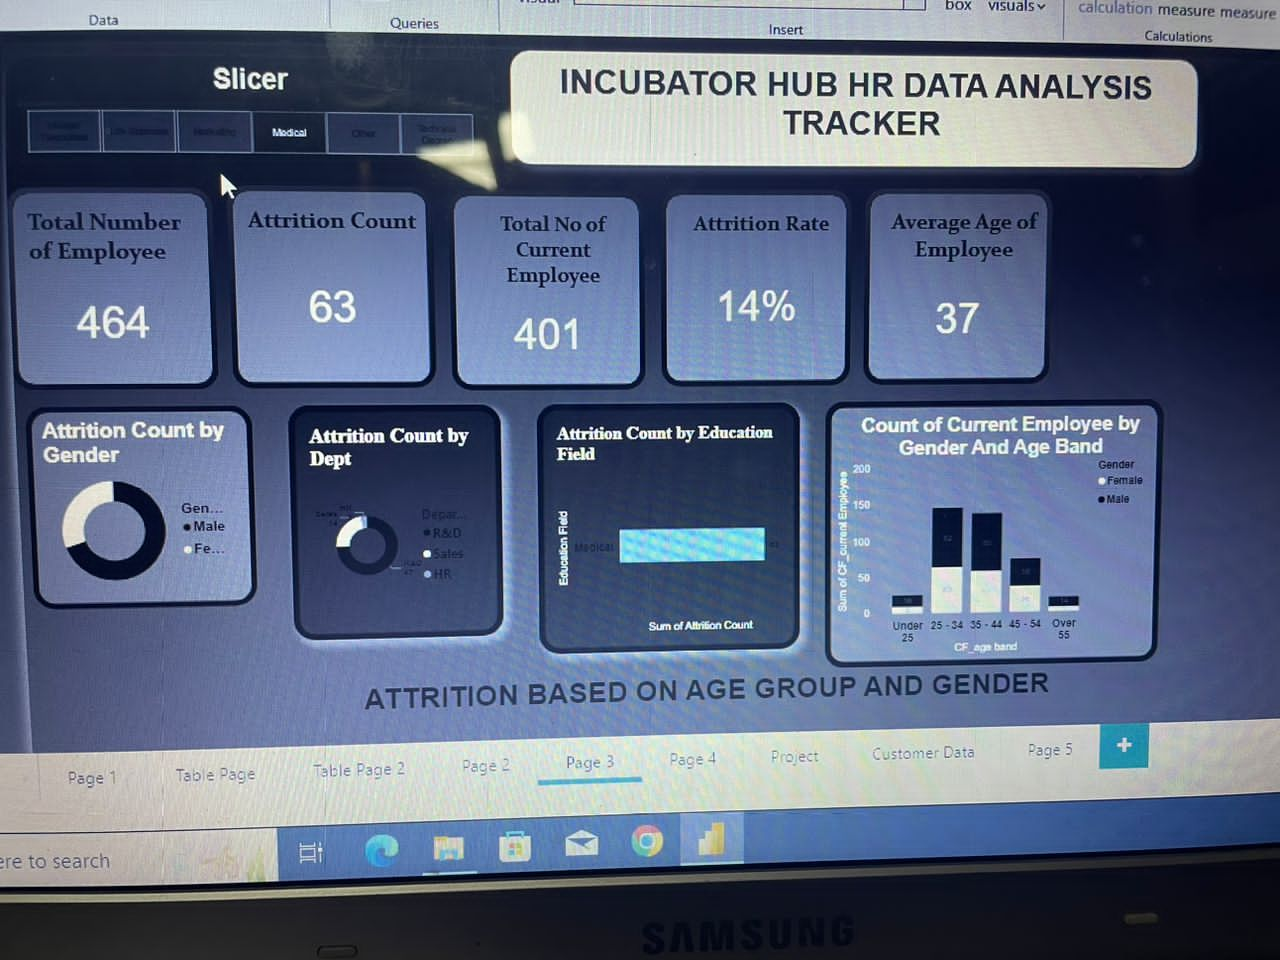 Data
Queries
Insert
box visuals
calculation measure measure
Calculations
Slicer
Medical
Other
INCUBATOR HUB HR DATA ANALYSIS
TRACKER
Total Number
of Employee
464
Attrition Count
63
Total No of
Current
Employee
401
Attrition Rate
14%
Average Age of
Employee
37
Attrition Count by
Gender
Gen...
Male
Fe...
Attrition Count by
Dept
Depar...
R&D
Sales
HR
Attrition Count by Education
Field
Education Field
Medical
Sum of Attrition Count
Count of Current Employee by
Gender And Age Band
Gender
Female
Male
Sum of CF_current Employee
200
150
100
50
0
Under
25
25 - 34
35 - 44
45 - 54
Over
55
CF_age band
ATTRITION BASED ON AGE GROUP AND GENDER
Page 1
Table Page
Table Page 2
Page 2
Page 3
Page 4
Project
Customer Data
Page 5
+
ere to search
SAMSUNG